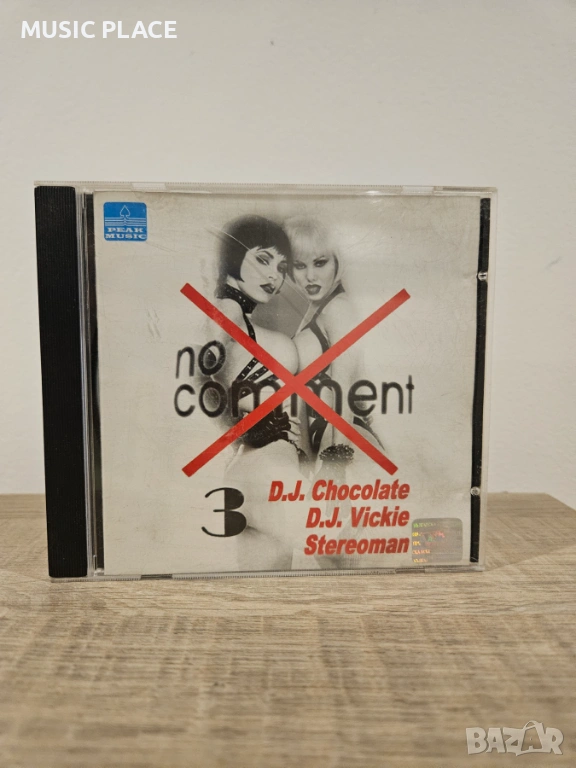 MUSIC PLACE
PEAK
MUSIC
no
comment
3
D.J. Chocolate
D.J. Vickie
Stereoman
BAZAR